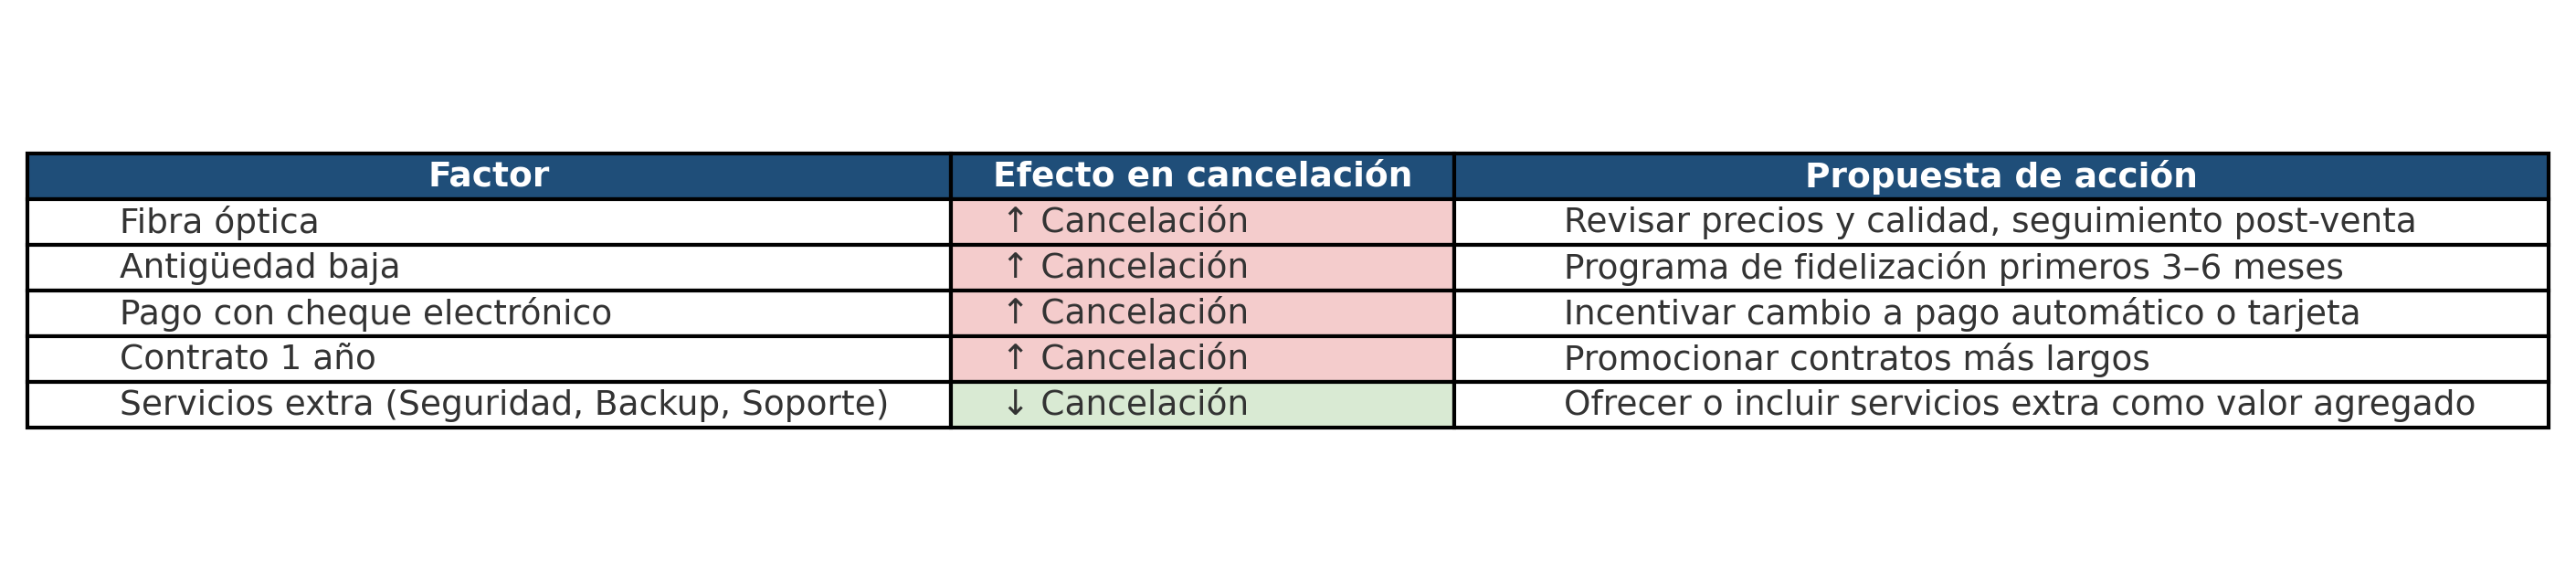 Factor Efecto en cancelación Propuesta de acción
Fibra óptica ↑ Cancelación Revisar precios y calidad, seguimiento post-venta
Antigüedad baja ↑ Cancelación Programa de fidelización primeros 3–6 meses
Pago con cheque electrónico ↑ Cancelación Incentivar cambio a pago automático o tarjeta
Contrato 1 año ↑ Cancelación Promocionar contratos más largos
Servicios extra (Seguridad, Backup, Soporte) ↓ Cancelación Ofrecer o incluir servicios extra como valor agregado